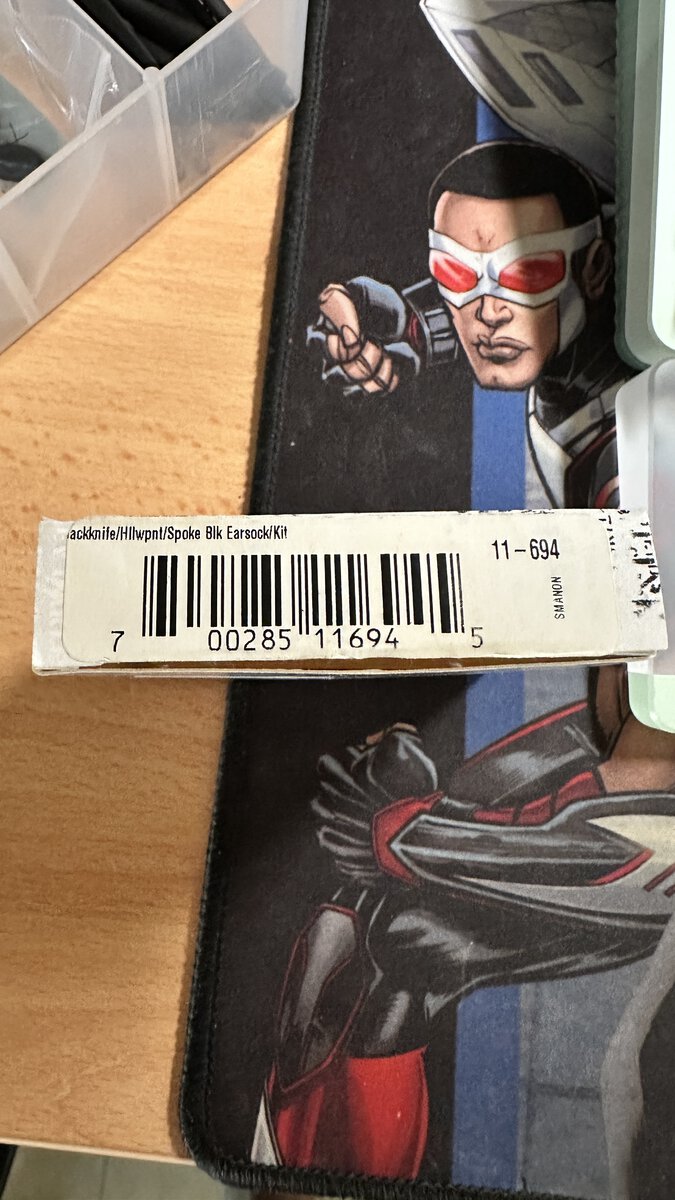 ackknife/Hllwpnt/Spoke Blk Earsock/Kit
11-694
SMANON
7 00285 11694 5